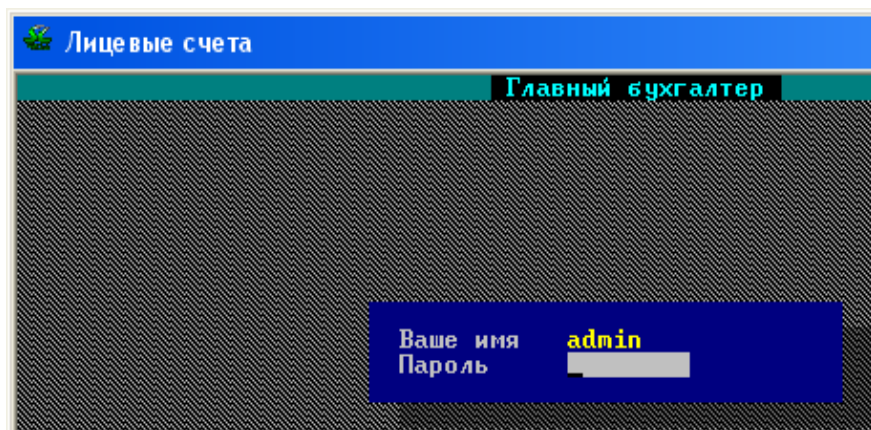 Лицевые счета
Главный бухгалтер
Ваше имя admin
Пароль